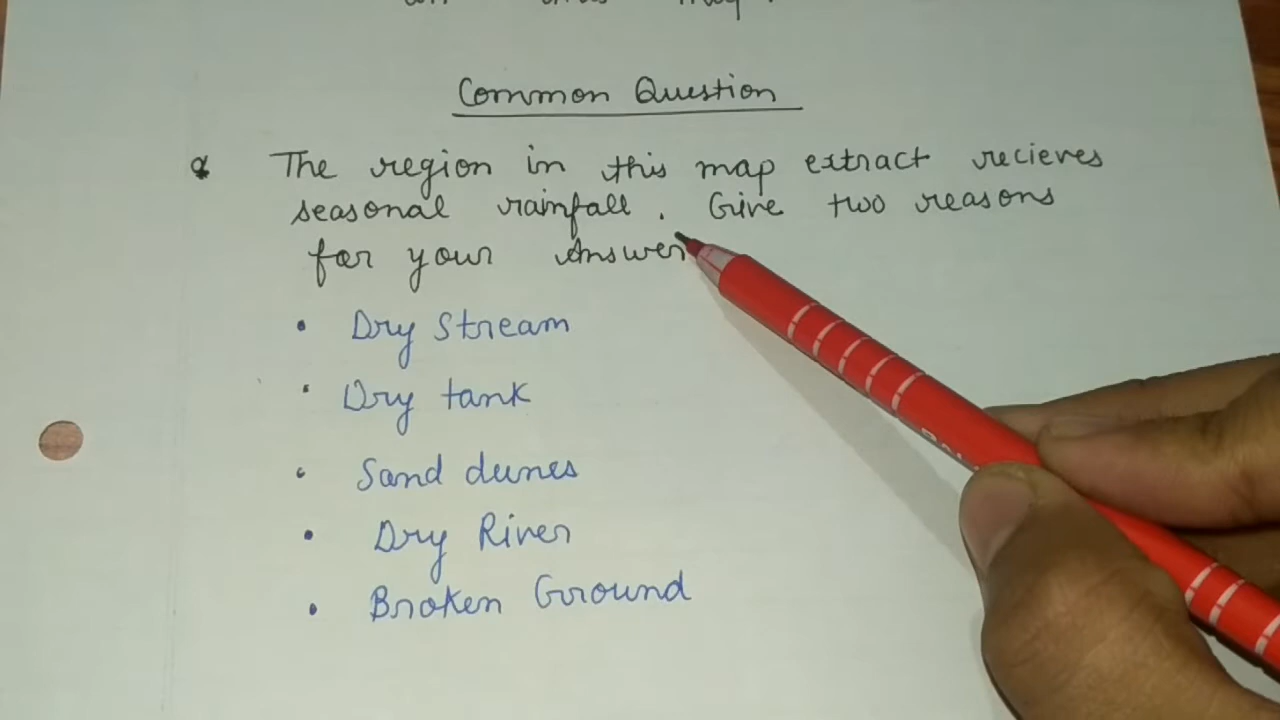 Common Question
Q The region in this map extract recieves
seasonal rainfall. Give two reasons
for your Answer
• Dry Stream
• Dry tank
• Sand dunes
• Dry River
• Broken Ground